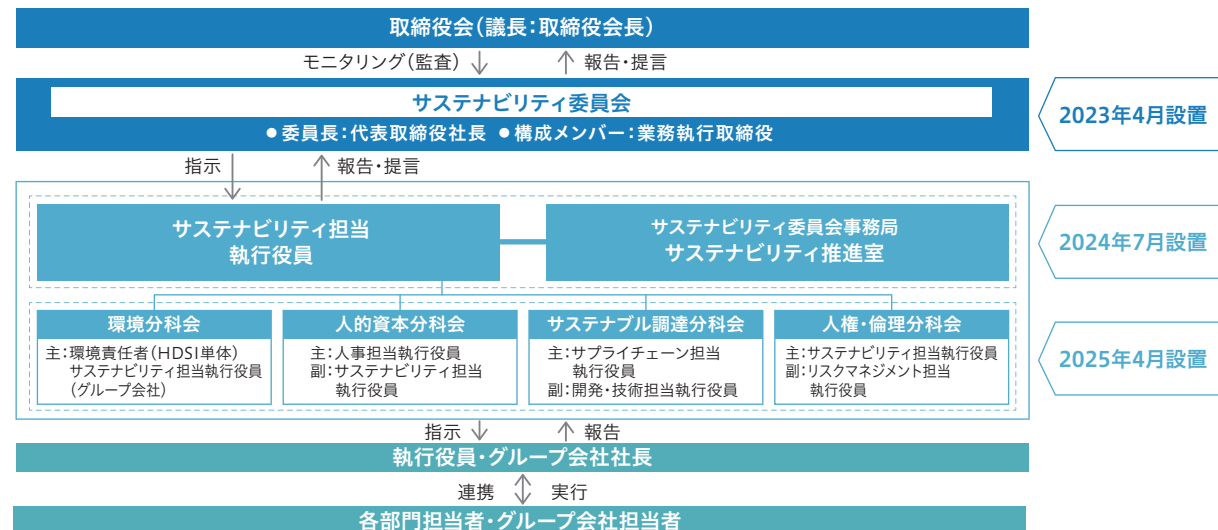 取締役会（議長：取締役会長）
モニタリング（監査） 報告・提言
サステナビリティ委員会
●委員長：代表取締役社長 ●構成メンバー：業務執行取締役
2023年4月設置
指示 報告・提言
サステナビリティ担当
執行役員
サステナビリティ委員会事務局
サステナビリティ推進室
2024年7月設置
環境分科会
主：環境責任者（HDSI単体）
サステナビリティ担当執行役員
（グループ会社）
人的資本分科会
主：人事担当執行役員
副：サステナビリティ担当
執行役員
サステナブル調達分科会
主：サプライチェーン担当
執行役員
副：開発・技術担当執行役員
人権・倫理分科会
主：サステナビリティ担当執行役員
副：リスクマネジメント担当
執行役員
2025年4月設置
指示 報告
執行役員・グループ会社社長
連携 実行
各部門担当者・グループ会社担当者